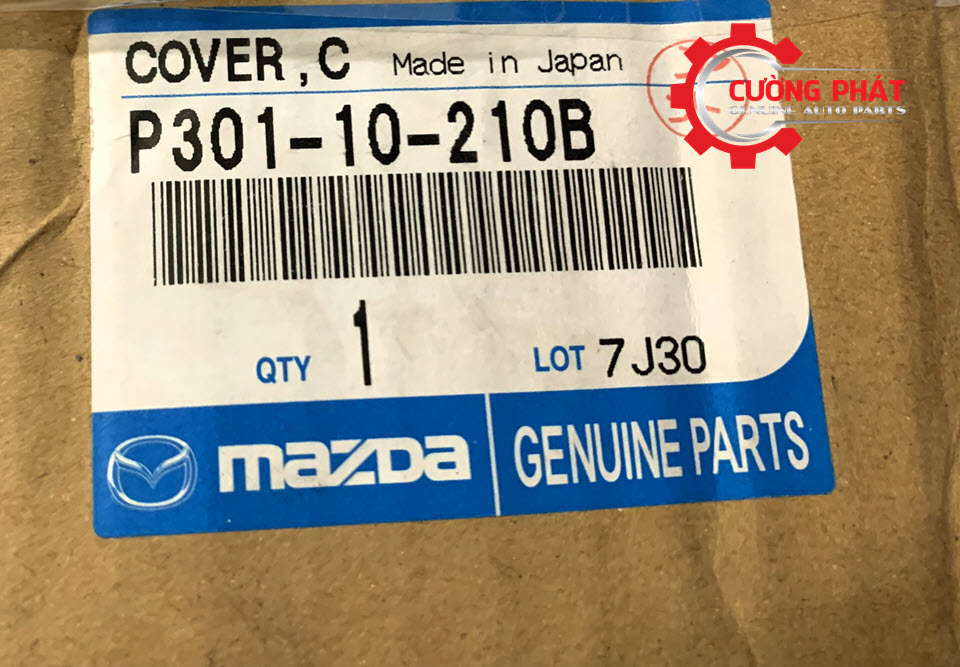 COVER , C Made in Japan
CƯỜNG PHÁT
GENUINE AUTO PARTS
P301-10-210B
QTY 1 LOT 7J30
mazda GENUINE PARTS